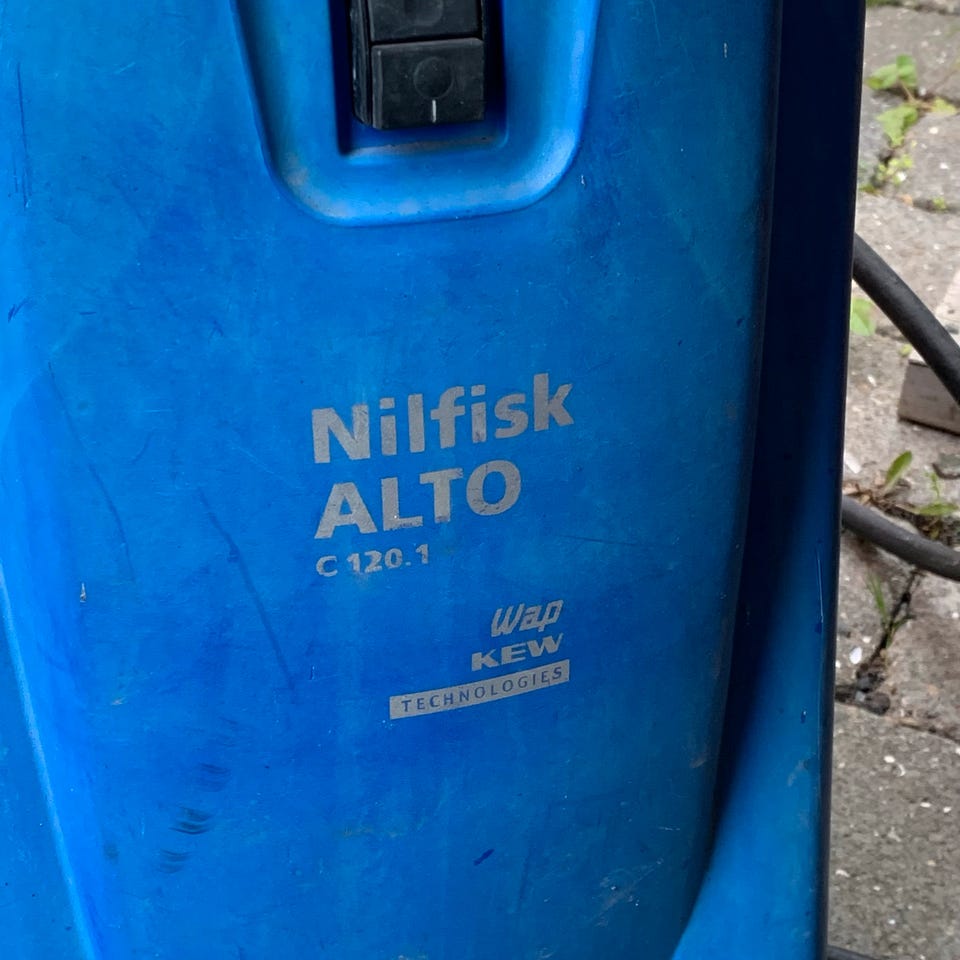 Nilfisk
ALTO
C 120.1
Wap
KEW
TECHNOLOGIES